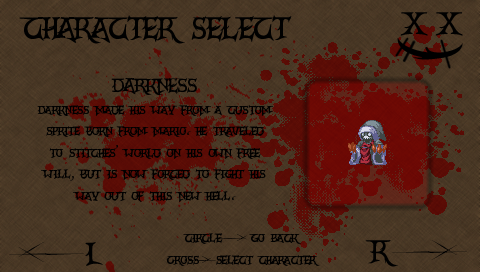 CHARACTER SELECT
X X
DARKNESS
DARKNESS MADE HIS WAY FROM A CUSTOM
SPRITE BORN FROM MARIO. HE TRAVELED
TO STITCHES' WORLD ON HIS OWN FREE
WILL, BUT IS NOW FORCED TO FIGHT HIS
WAY OUT OF THIS NEW HELL.
CIRCLE → GO BACK
L R
CROSS → SELECT CHARACTER